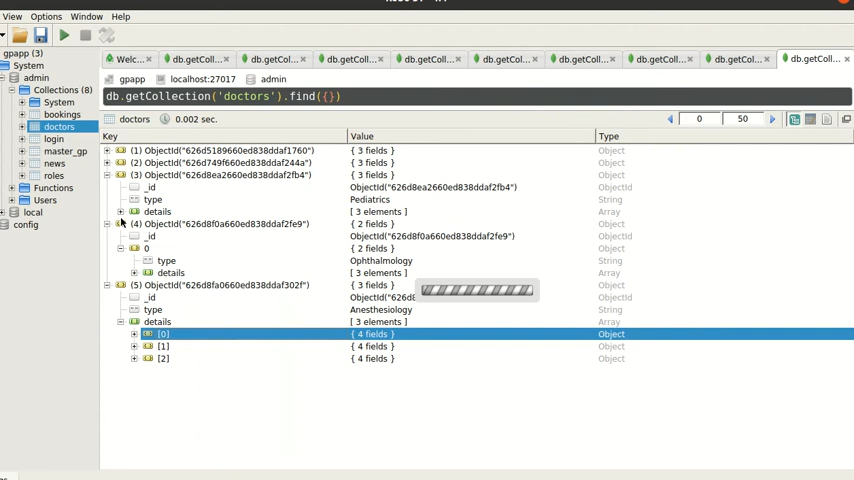 View Options Window Help
gpapp (3)
System
admin
Collections (8)
System
bookings
doctors
login
master_gp
news
roles
Functions
Users
local
config
Welc... db.getCol... db.getCol... db.getColl... db.getColl... db.getCol... db.getColl... db.getColl... db.getColl... db.getColl...
gpapp localhost:27017 admin
db.getCollection('doctors').find({})
doctors 0.002 sec. 0 50
Key Value Type
(1) ObjectId("626d5189660ed838ddaf1760") { 3 fields } Object
(2) ObjectId("626d749f660ed838ddaf244a") { 3 fields } Object
(3) ObjectId("626d8ea2660ed838ddaf2fb4") { 3 fields } Object
_id ObjectId("626d8ea2660ed838ddaf2fb4") ObjectId
type Pediatrics String
details [ 3 elements ] Array
(4) ObjectId("626d8f0a660ed838ddaf2fe9") { 2 fields } Object
_id ObjectId("626d8f0a660ed838ddaf2fe9") ObjectId
0 { 2 fields } Object
type Ophthalmology String
details [ 3 elements ] Array
(5) ObjectId("626d8fa0660ed838ddaf302f") { 3 fields } Object
_id ObjectId("626d8 ObjectId
type Anesthesiology String
details [ 3 elements ] Array
[0] { 4 fields } Object
[1] { 4 fields } Object
[2] { 4 fields } Object